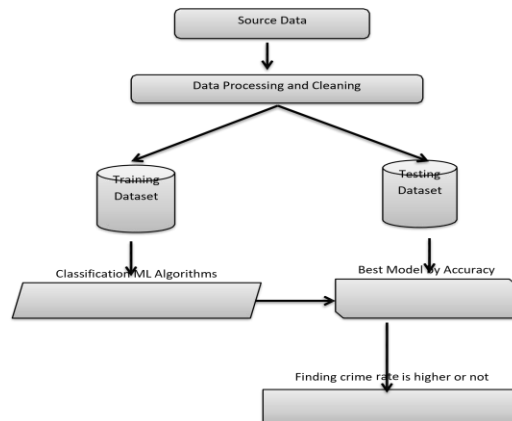 Source Data
Data Processing and Cleaning
Training
Dataset
Testing
Dataset
Classification ML Algorithms
Best Model by Accuracy
Finding crime rate is higher or not